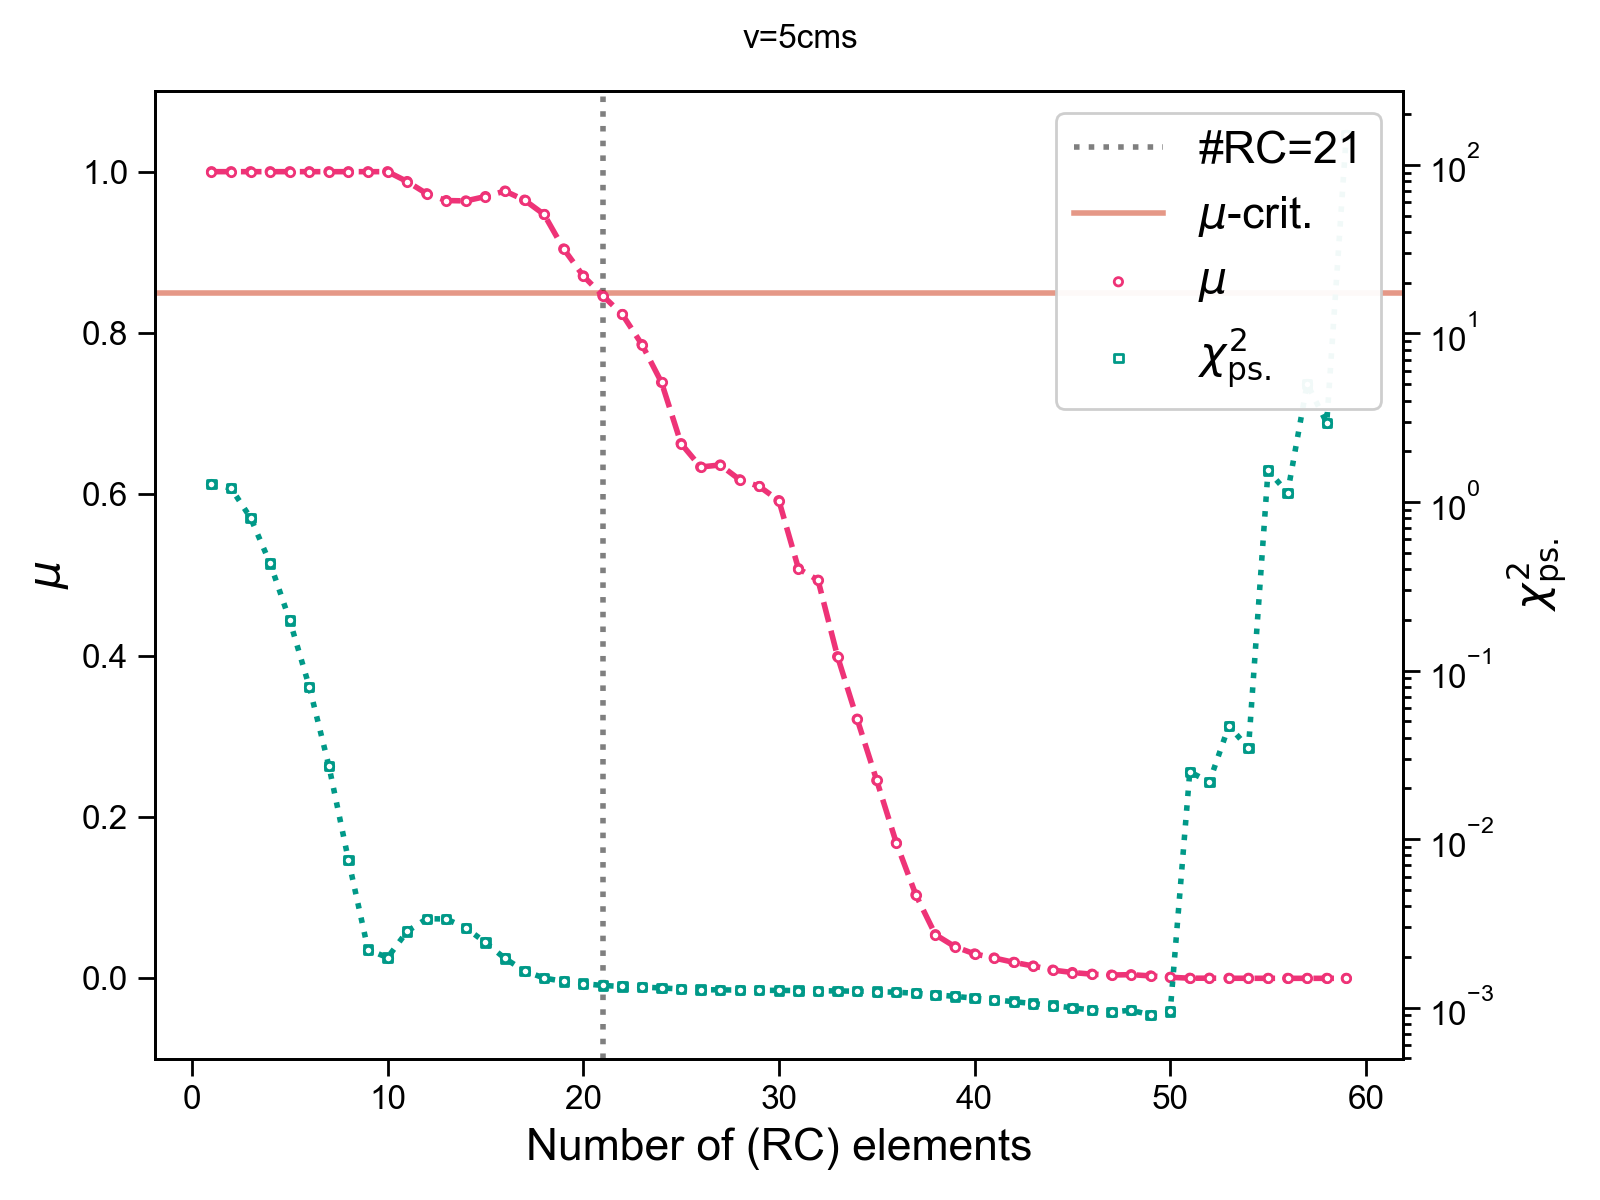 v=5cms
#RC=21
μ-crit.
μ
χ²ps.
1.0
0.8
0.6
0.4
0.2
0.0
μ
10²
10¹
10⁰
10⁻¹
10⁻²
10⁻³
χ²ps.
0 10 20 30 40 50 60
Number of (RC) elements